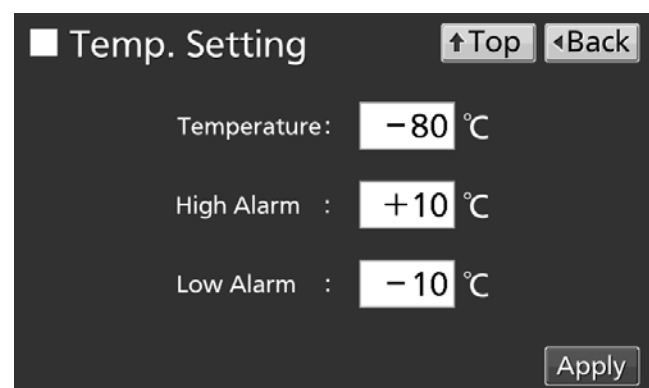 ■ Temp. Setting ↑Top ◂Back
Temperature: −80 ℃
High Alarm : +10 ℃
Low Alarm : −10 ℃
Apply